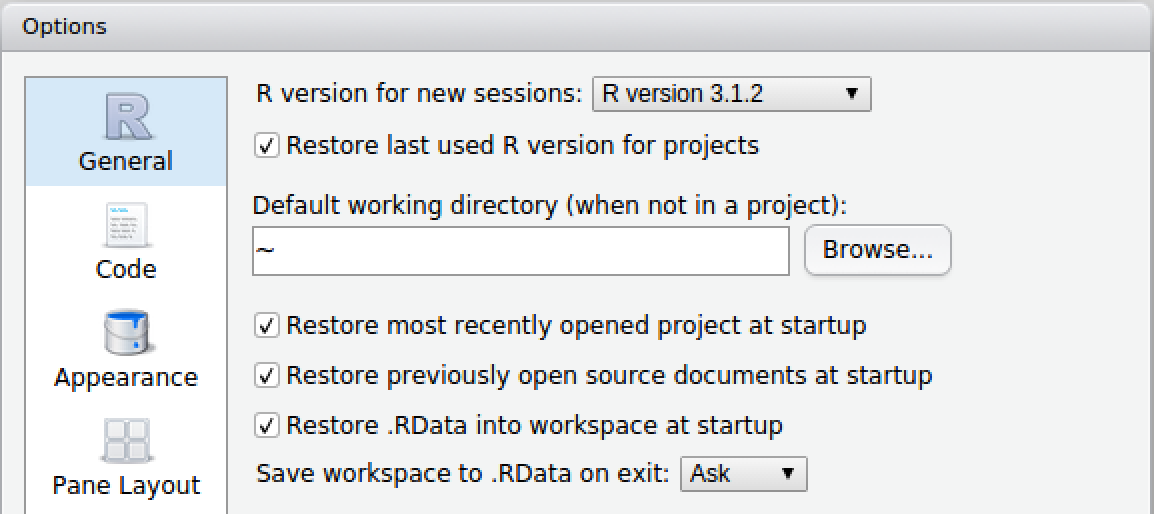 Options
R
General
Code
Appearance
Pane Layout
R version for new sessions: R version 3.1.2
Restore last used R version for projects
Default working directory (when not in a project):
~ Browse...
Restore most recently opened project at startup
Restore previously open source documents at startup
Restore .RData into workspace at startup
Save workspace to .RData on exit: Ask